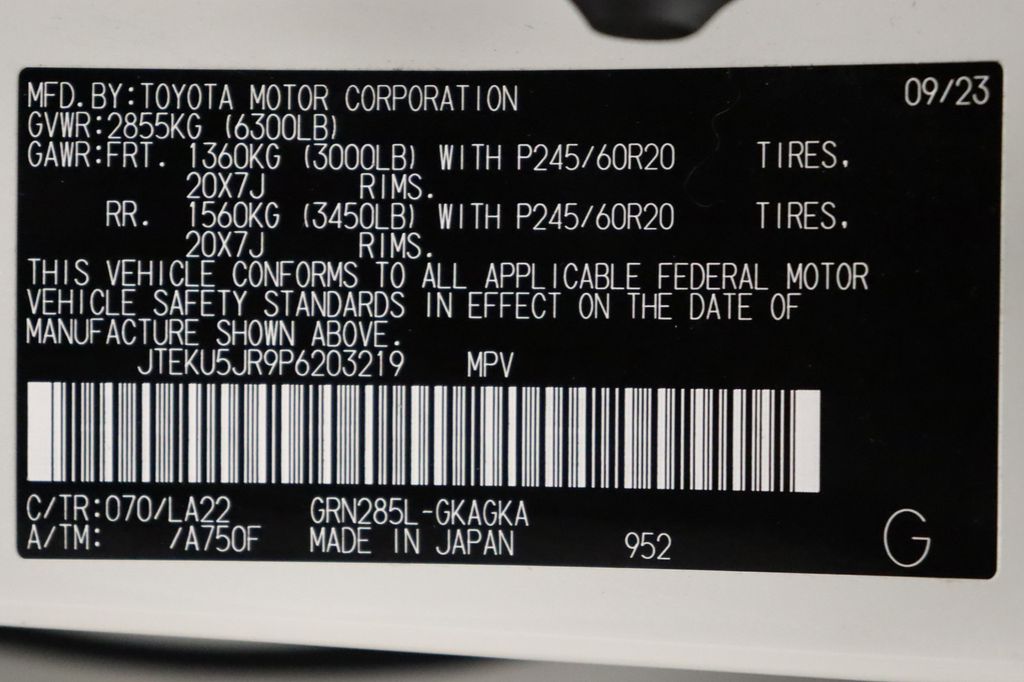 MFD.BY:TOYOTA MOTOR CORPORATION 09/23
GVWR:2855KG (6300LB)
GAWR:FRT. 1360KG (3000LB) WITH P245/60R20 TIRES,
20X7J RIMS.
RR. 1560KG (3450LB) WITH P245/60R20 TIRES,
20X7J RIMS.
THIS VEHICLE CONFORMS TO ALL APPLICABLE FEDERAL MOTOR
VEHICLE SAFETY STANDARDS IN EFFECT ON THE DATE OF
MANUFACTURE SHOWN ABOVE.
JTEKU5JR9P6203219 MPV
C/TR:070/LA22 GRN285L-GKAGKA
A/TM: /A750F MADE IN JAPAN 952 G